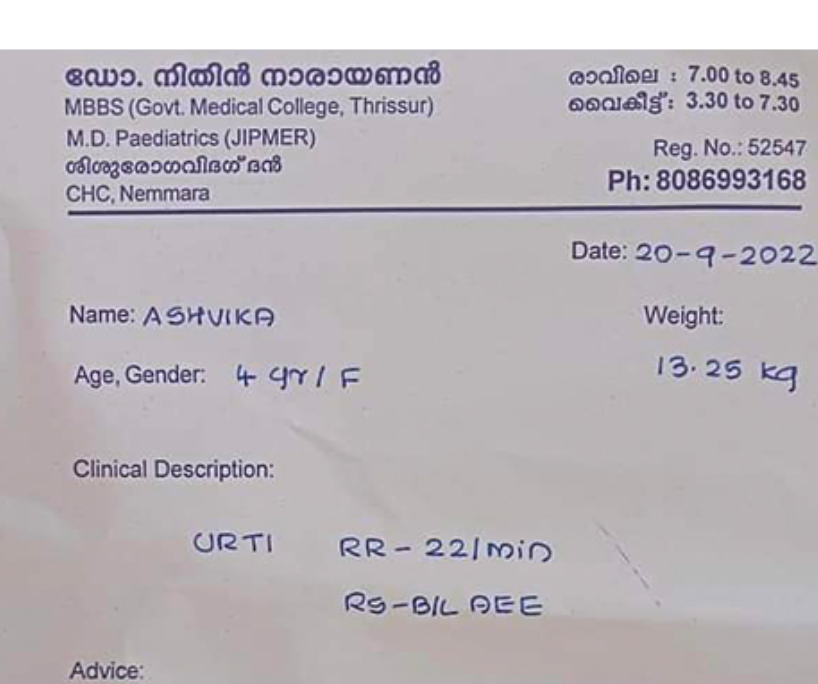 ഡോ. നിതിൻ നാരായണൻ
MBBS (Govt. Medical College, Thrissur)
M.D. Paediatrics (JIPMER)
ശിശുരോഗവിദഗ്ദൻ
CHC, Nemmara
രാവിലെ : 7.00 to 8.45
വൈകീട്ട്: 3.30 to 7.30
Reg. No.: 52547
Ph: 8086993168
Date: 20-9-2022
Name: ASHVIKA
Weight:
Age, Gender: 4 yr/F
13.25 kg
Clinical Description:
URTI RR - 22/min
RS-B/L AEE
Advice: